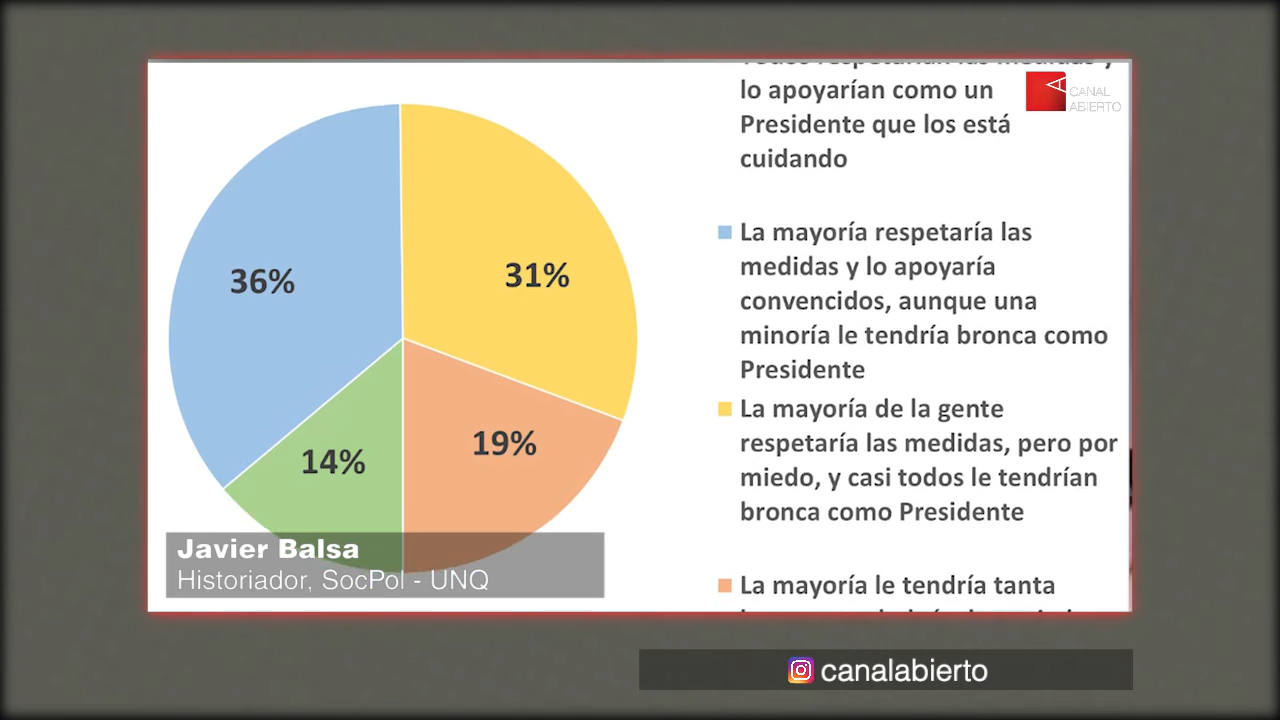 lo apoyarían como un
Presidente que los está
cuidando
CANAL
ABIERTO
La mayoría respetaría las
medidas y lo apoyaría
convencidos, aunque una
minoría le tendría bronca como
Presidente
La mayoría de la gente
respetaría las medidas, pero por
miedo, y casi todos le tendrían
bronca como Presidente
La mayoría le tendría tanta
36%
31%
14%
19%
Javier Balsa
Historiador, SocPol - UNQ
canalabierto